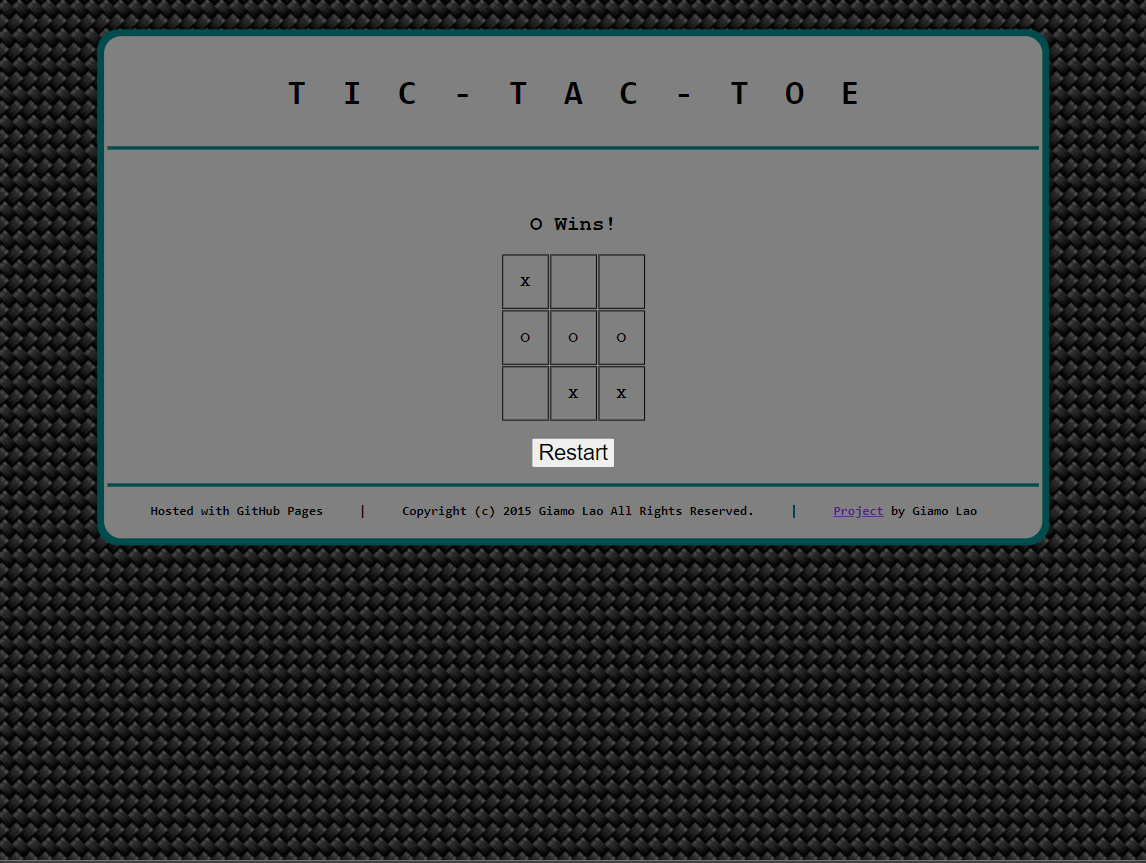 T I C - T A C - T O E
O Wins!
x
o o o
x x
Restart
Hosted with GitHub Pages | Copyright (c) 2015 Giamo Lao All Rights Reserved. | Project by Giamo Lao